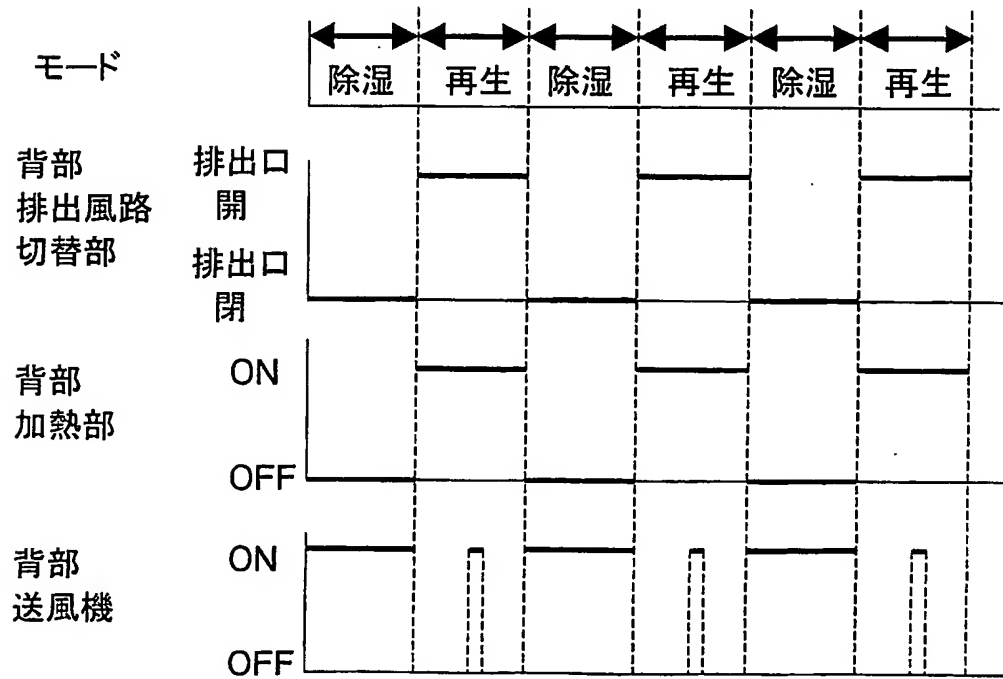 モード
除湿 再生 除湿 再生 除湿 再生
背部
排出風路
切替部
排出口
開
排出口
閉
背部
加熱部
ON
OFF
背部
送風機
ON
OFF